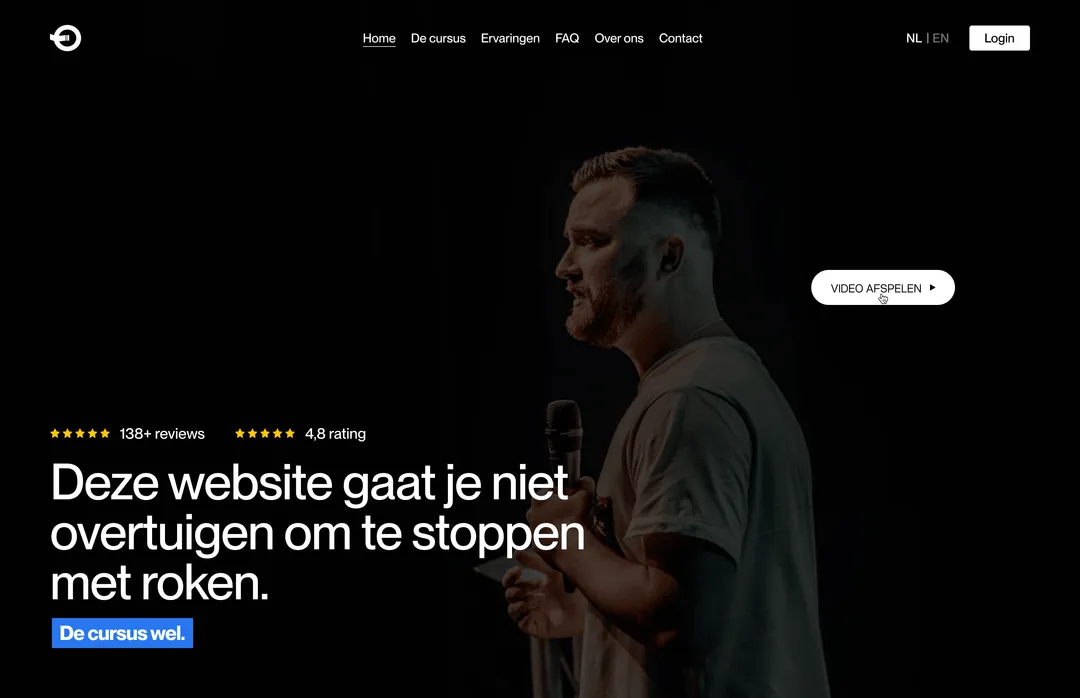 Home De cursus Ervaringen FAQ Over ons Contact NL | EN Login
VIDEO AFSPELEN
138+ reviews 4,8 rating
Deze website gaat je niet
overtuigen om te stoppen
met roken.
De cursus wel.